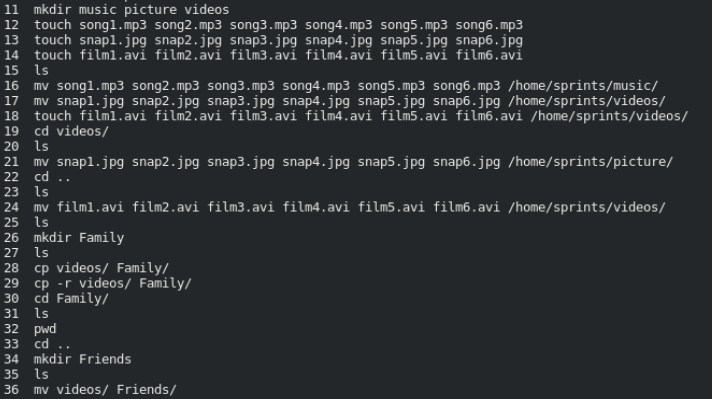 11 mkdir music picture videos
12 touch song1.mp3 song2.mp3 song3.mp3 song4.mp3 song5.mp3 song6.mp3
13 touch snap1.jpg snap2.jpg snap3.jpg snap4.jpg snap5.jpg snap6.jpg
14 touch film1.avi film2.avi film3.avi film4.avi film5.avi film6.avi
15 ls
16 mv song1.mp3 song2.mp3 song3.mp3 song4.mp3 song5.mp3 song6.mp3 /home/sprints/music/
17 mv snap1.jpg snap2.jpg snap3.jpg snap4.jpg snap5.jpg snap6.jpg /home/sprints/videos/
18 touch film1.avi film2.avi film3.avi film4.avi film5.avi film6.avi /home/sprints/videos/
19 cd videos/
20 ls
21 mv snap1.jpg snap2.jpg snap3.jpg snap4.jpg snap5.jpg snap6.jpg /home/sprints/picture/
22 cd ..
23 ls
24 mv film1.avi film2.avi film3.avi film4.avi film5.avi film6.avi /home/sprints/videos/
25 ls
26 mkdir Family
27 ls
28 cp videos/ Family/
29 cp -r videos/ Family/
30 cd Family/
31 ls
32 pwd
33 cd ..
34 mkdir Friends
35 ls
36 mv videos/ Friends/